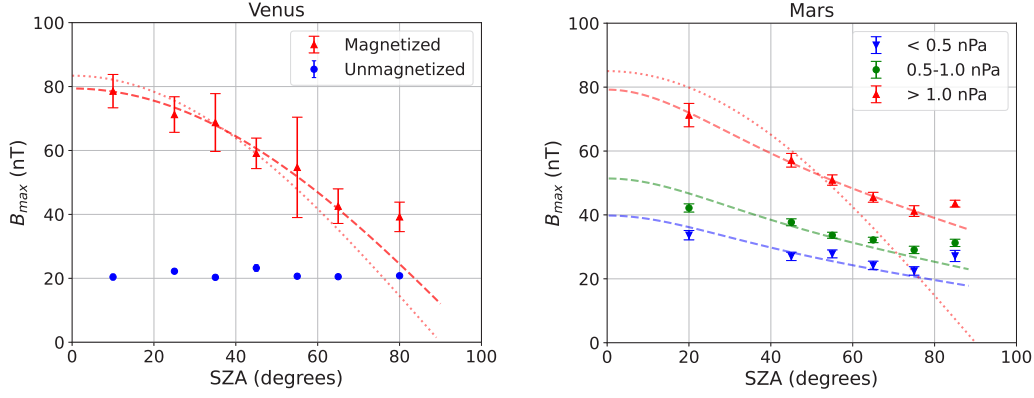 Venus
100
80
60
40
20
0
0 20 40 60 80 100
B_max (nT)
SZA (degrees)
Magnetized
Unmagnetized
Mars
100
80
60
40
20
0
0 20 40 60 80 100
B_max (nT)
SZA (degrees)
< 0.5 nPa
0.5-1.0 nPa
> 1.0 nPa